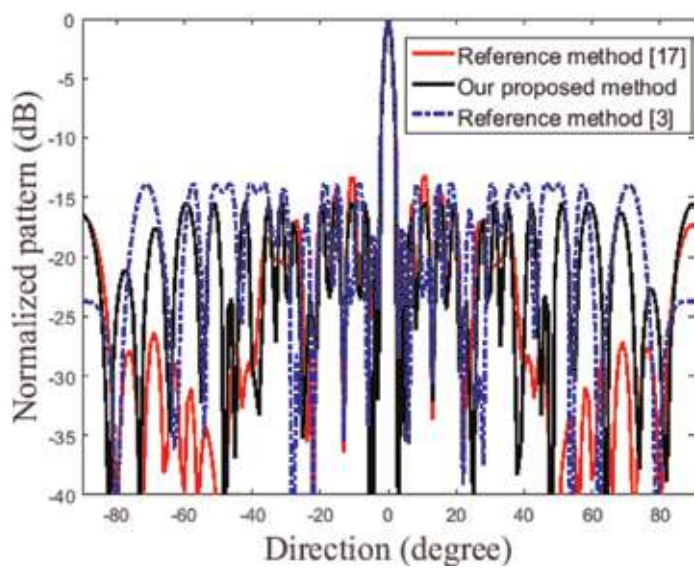 0
-5
-10
-15
-20
-25
-30
-35
-40
Normalized pattern (dB)
Reference method [17]
Our proposed method
Reference method [3]
-80 -60 -40 -20 0 20 40 60 80
Direction (degree)